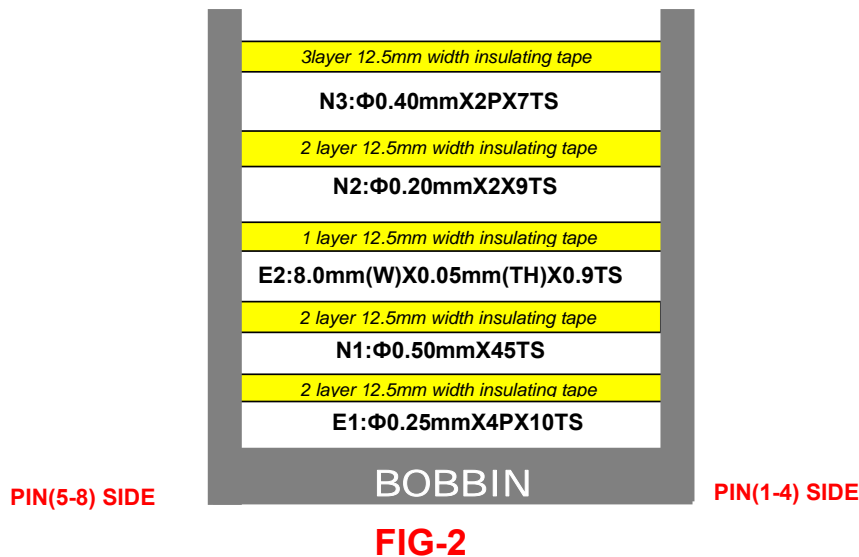 3layer 12.5mm width insulating tape
N3:Φ0.40mmX2PX7TS
2 layer 12.5mm width insulating tape
N2:Φ0.20mmX2X9TS
1 layer 12.5mm width insulating tape
E2:8.0mm(W)X0.05mm(TH)X0.9TS
2 layer 12.5mm width insulating tape
N1:Φ0.50mmX45TS
2 layer 12.5mm width insulating tape
E1:Φ0.25mmX4PX10TS
BOBBIN
PIN(5-8) SIDE
PIN(1-4) SIDE
FIG-2